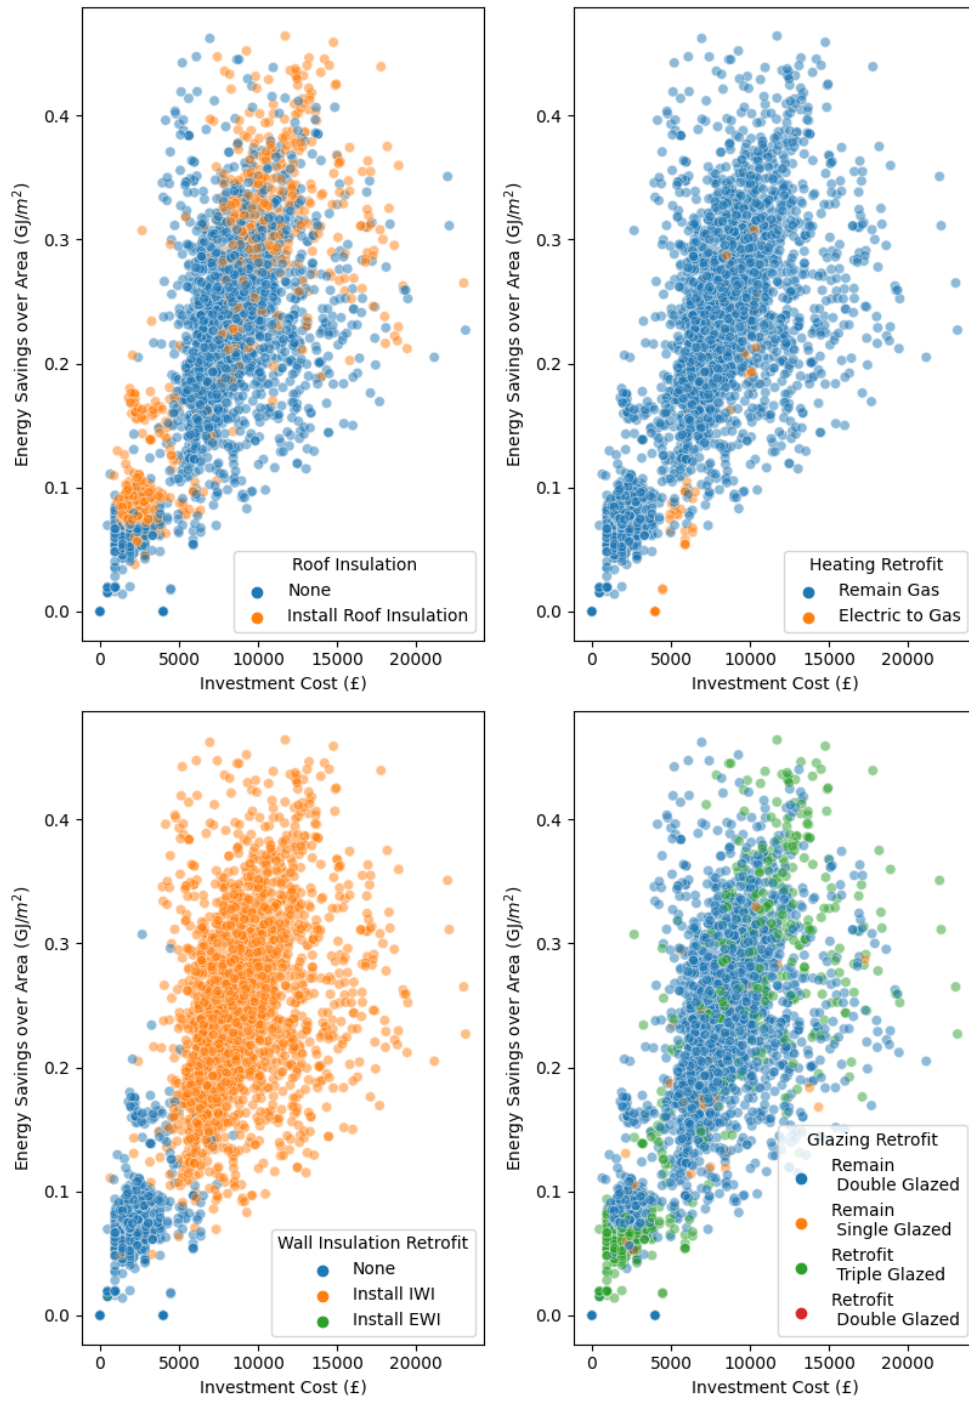 0.4
0.3
0.2
0.1
0.0
Energy Savings over Area (GJ/m²)
Roof Insulation
None
Install Roof Insulation
0 5000 10000 15000 20000
Investment Cost (£)
0.4
0.3
0.2
0.1
0.0
Energy Savings over Area (GJ/m²)
Heating Retrofit
Remain Gas
Electric to Gas
0 5000 10000 15000 20000
Investment Cost (£)
0.4
0.3
0.2
0.1
0.0
Energy Savings over Area (GJ/m²)
Wall Insulation Retrofit
None
Install IWI
Install EWI
0 5000 10000 15000 20000
Investment Cost (£)
0.4
0.3
0.2
0.1
0.0
Energy Savings over Area (GJ/m²)
Glazing Retrofit
Remain
Double Glazed
Remain
Single Glazed
Retrofit
Triple Glazed
Retrofit
Double Glazed
0 5000 10000 15000 20000
Investment Cost (£)